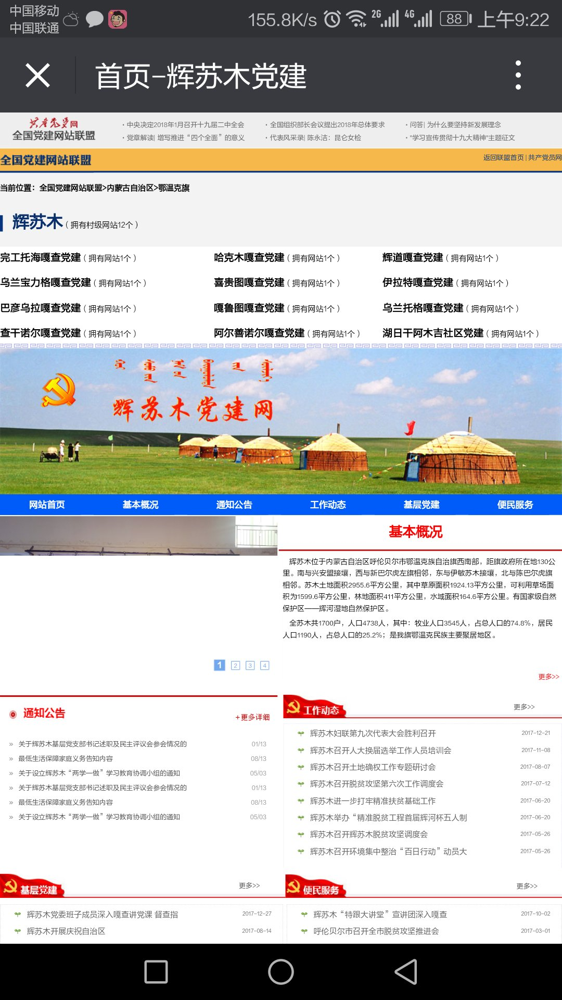 中国移动
中国联通
155.8K/s 2G 4G 88 上午9:22
首页-辉苏木党建
共产党员网
全国党建网站联盟
· 中央决定2018年1月召开十九届二中全会
· 全国组织部长会议提出2018年总体要求
· 问答| 为什么要坚持新发展理念
· 党章解读| 增写推进“四个全面”的意义
· 代表风采录| 陈永洁：昆仑女检
· "学习宣传贯彻十九大精神"主题征文
全国党建网站联盟
返回联盟首页 | 共产党员网
当前位置：全国党建网站联盟>内蒙古自治区>鄂温克旗
辉苏木（拥有村级网站12个）
完工托海嘎查党建（拥有网站1个） 哈克木嘎查党建（拥有网站1个） 辉道嘎查党建（拥有网站1个）
乌兰宝力格嘎查党建（拥有网站1个） 喜贵图嘎查党建（拥有网站1个） 伊拉特嘎查党建（拥有网站1个）
巴彦乌拉嘎查党建（拥有网站1个） 嘎鲁图嘎查党建（拥有网站1个） 乌兰托格嘎查党建（拥有网站1个）
查干诺尔嘎查党建（拥有网站1个） 阿尔善诺尔嘎查党建（拥有网站1个） 湖日干阿木吉社区党建（拥有网站1个）
辉苏木党建网
网站首页 基本概况 通知公告 工作动态 基层党建 便民服务
1 2 3 4
基本概况
辉苏木位于内蒙古自治区呼伦贝尔市鄂温克族自治旗西南部，距旗政府所在地130公
里。南与兴安盟接壤，西与新巴尔虎左旗相邻，东与伊敏苏木接壤，北与陈巴尔虎旗
相邻。苏木土地面积2955.6平方公里，其中草原面积1924.13平方公里，可利用草场面
积为1599.6平方公里，林地面积411平方公里，水域面积164.6平方公里。有国家级自然
保护区——辉河湿地自然保护区。
全苏木共1700户，人口4738人，其中：牧业人口3545人，占总人口的74.8%，居民
人口1190人，占总人口的25.2%；是我旗鄂温克民族主要聚居地区。
更多>>
通知公告
+更多详细
» 关于辉苏木基层党支部书记述职及民主评议会参会情况的 01/13
» 最低生活保障家庭义务告知内容 08/13
» 关于设立辉苏木“两学一做”学习教育协调小组的通知 05/03
» 关于辉苏木基层党支部书记述职及民主评议会参会情况的 01/13
» 最低生活保障家庭义务告知内容 08/13
» 关于设立辉苏木“两学一做”学习教育协调小组的通知 05/03
工作动态 更多>>
辉苏木妇联第九次代表大会胜利召开 2017-12-21
辉苏木召开人大换届选举工作人员培训会 2017-11-08
辉苏木召开土地确权工作专题研讨会 2017-08-07
辉苏木召开脱贫攻坚第六次工作调度会 2017-07-12
辉苏木进一步打牢精准扶贫基础工作 2017-06-20
辉苏木举办“精准脱贫工程首届辉河杯五人制 2017-06-20
辉苏木召开辉苏木脱贫攻坚调度会 2017-05-26
辉苏木召开环境集中整治“百日行动”动员大 2017-05-26
基层党建 更多>>
辉苏木党委班子成员深入嘎查讲党课 督查指 2017-12-27
辉苏木开展庆祝自治区 2017-08-14
便民服务 更多>>
辉苏木“特跟大讲堂”宣讲团深入嘎查 2017-10-02
呼伦贝尔市召开全市脱贫攻坚推进会 2017-03-01